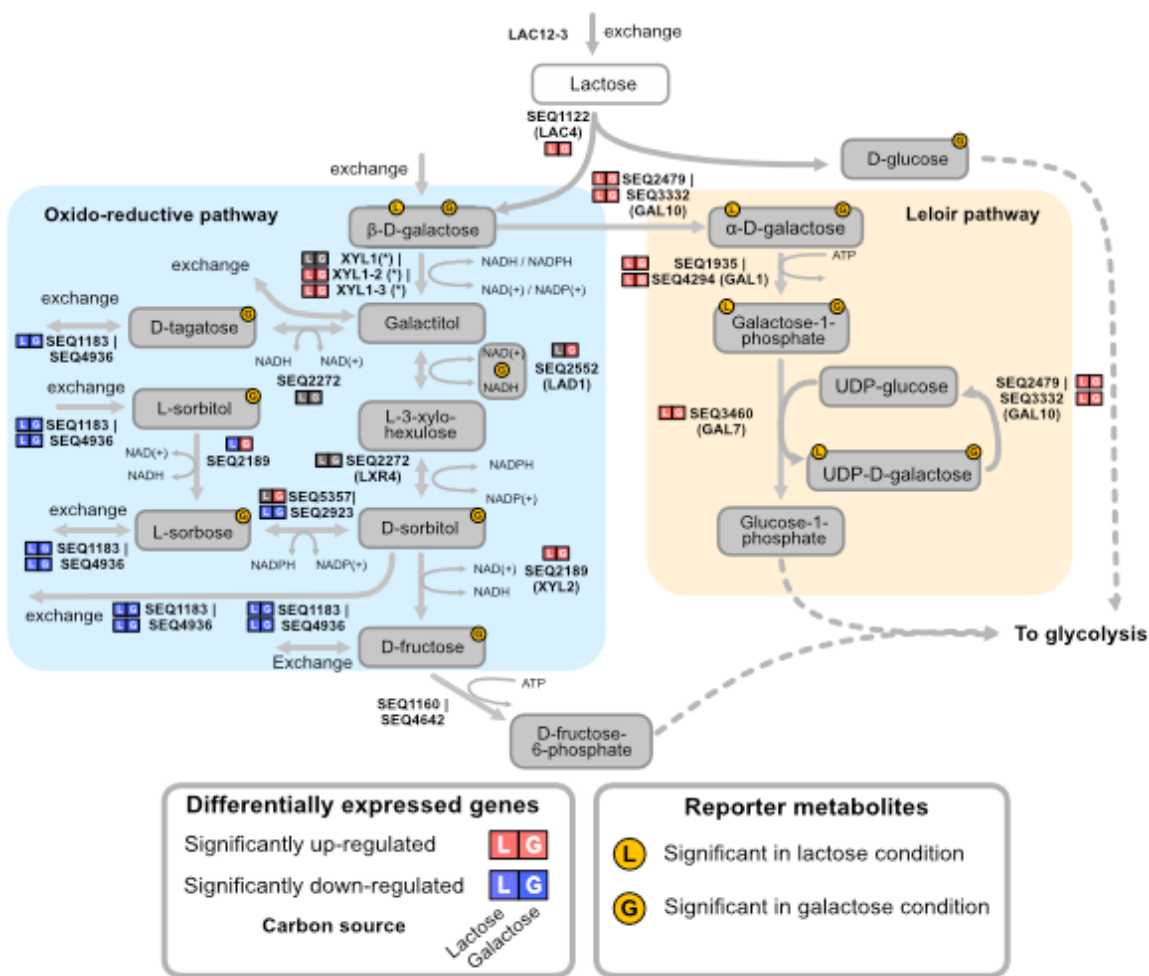 LAC12-3
exchange
Lactose
SEQ1122
(LAC4)
L G
D-glucose
G
exchange
L G SEQ2479 |
L G SEQ3332
(GAL10)
Oxido-reductive pathway
Leloir pathway
L G
β-D-galactose
L G
α-D-galactose
L G XYL1(*) |
L G XYL1-2 (*) |
L G XYL1-3 (*)
NADH / NADPH
NAD(+) / NADP(+)
L G SEQ1935 |
L G SEQ4294 (GAL1)
ATP
exchange
exchange
D-tagatose G
Galactitol
L G
Galactose-1-
phosphate
L G SEQ1183 |
SEQ4936
NADH
NAD(+)
SEQ2272
L G
NAD(+)
G
NADH
L G
SEQ2552
(LAD1)
UDP-glucose
SEQ2479 | L G
SEQ3332 L G
(GAL10)
exchange
L-sorbitol G
L-3-xylo-
hexulose
L G SEQ3460
(GAL7)
L G SEQ1183 |
L G SEQ4936
NAD(+)
NADH
L G
SEQ2189
L G SEQ2272
(LXR4)
NADPH
NADP(+)
L G
UDP-D-galactose
exchange
L-sorbose G
L G SEQ5357|
L G SEQ2923
D-sorbitol G
Glucose-1-
phosphate
L G SEQ1183 |
L G SEQ4936
NADPH
NADP(+)
NAD(+)
NADH
L G
SEQ2189
(XYL2)
exchange
L G SEQ1183 |
L G SEQ4936
L G SEQ1183 |
L G SEQ4936
Exchange
D-fructose G
To glycolysis
SEQ1160 |
SEQ4642
ATP
D-fructose-
6-phosphate
Differentially expressed genes
Significantly up-regulated L G
Significantly down-regulated L G
Carbon source
Lactose
Galactose
Reporter metabolites
L Significant in lactose condition
G Significant in galactose condition